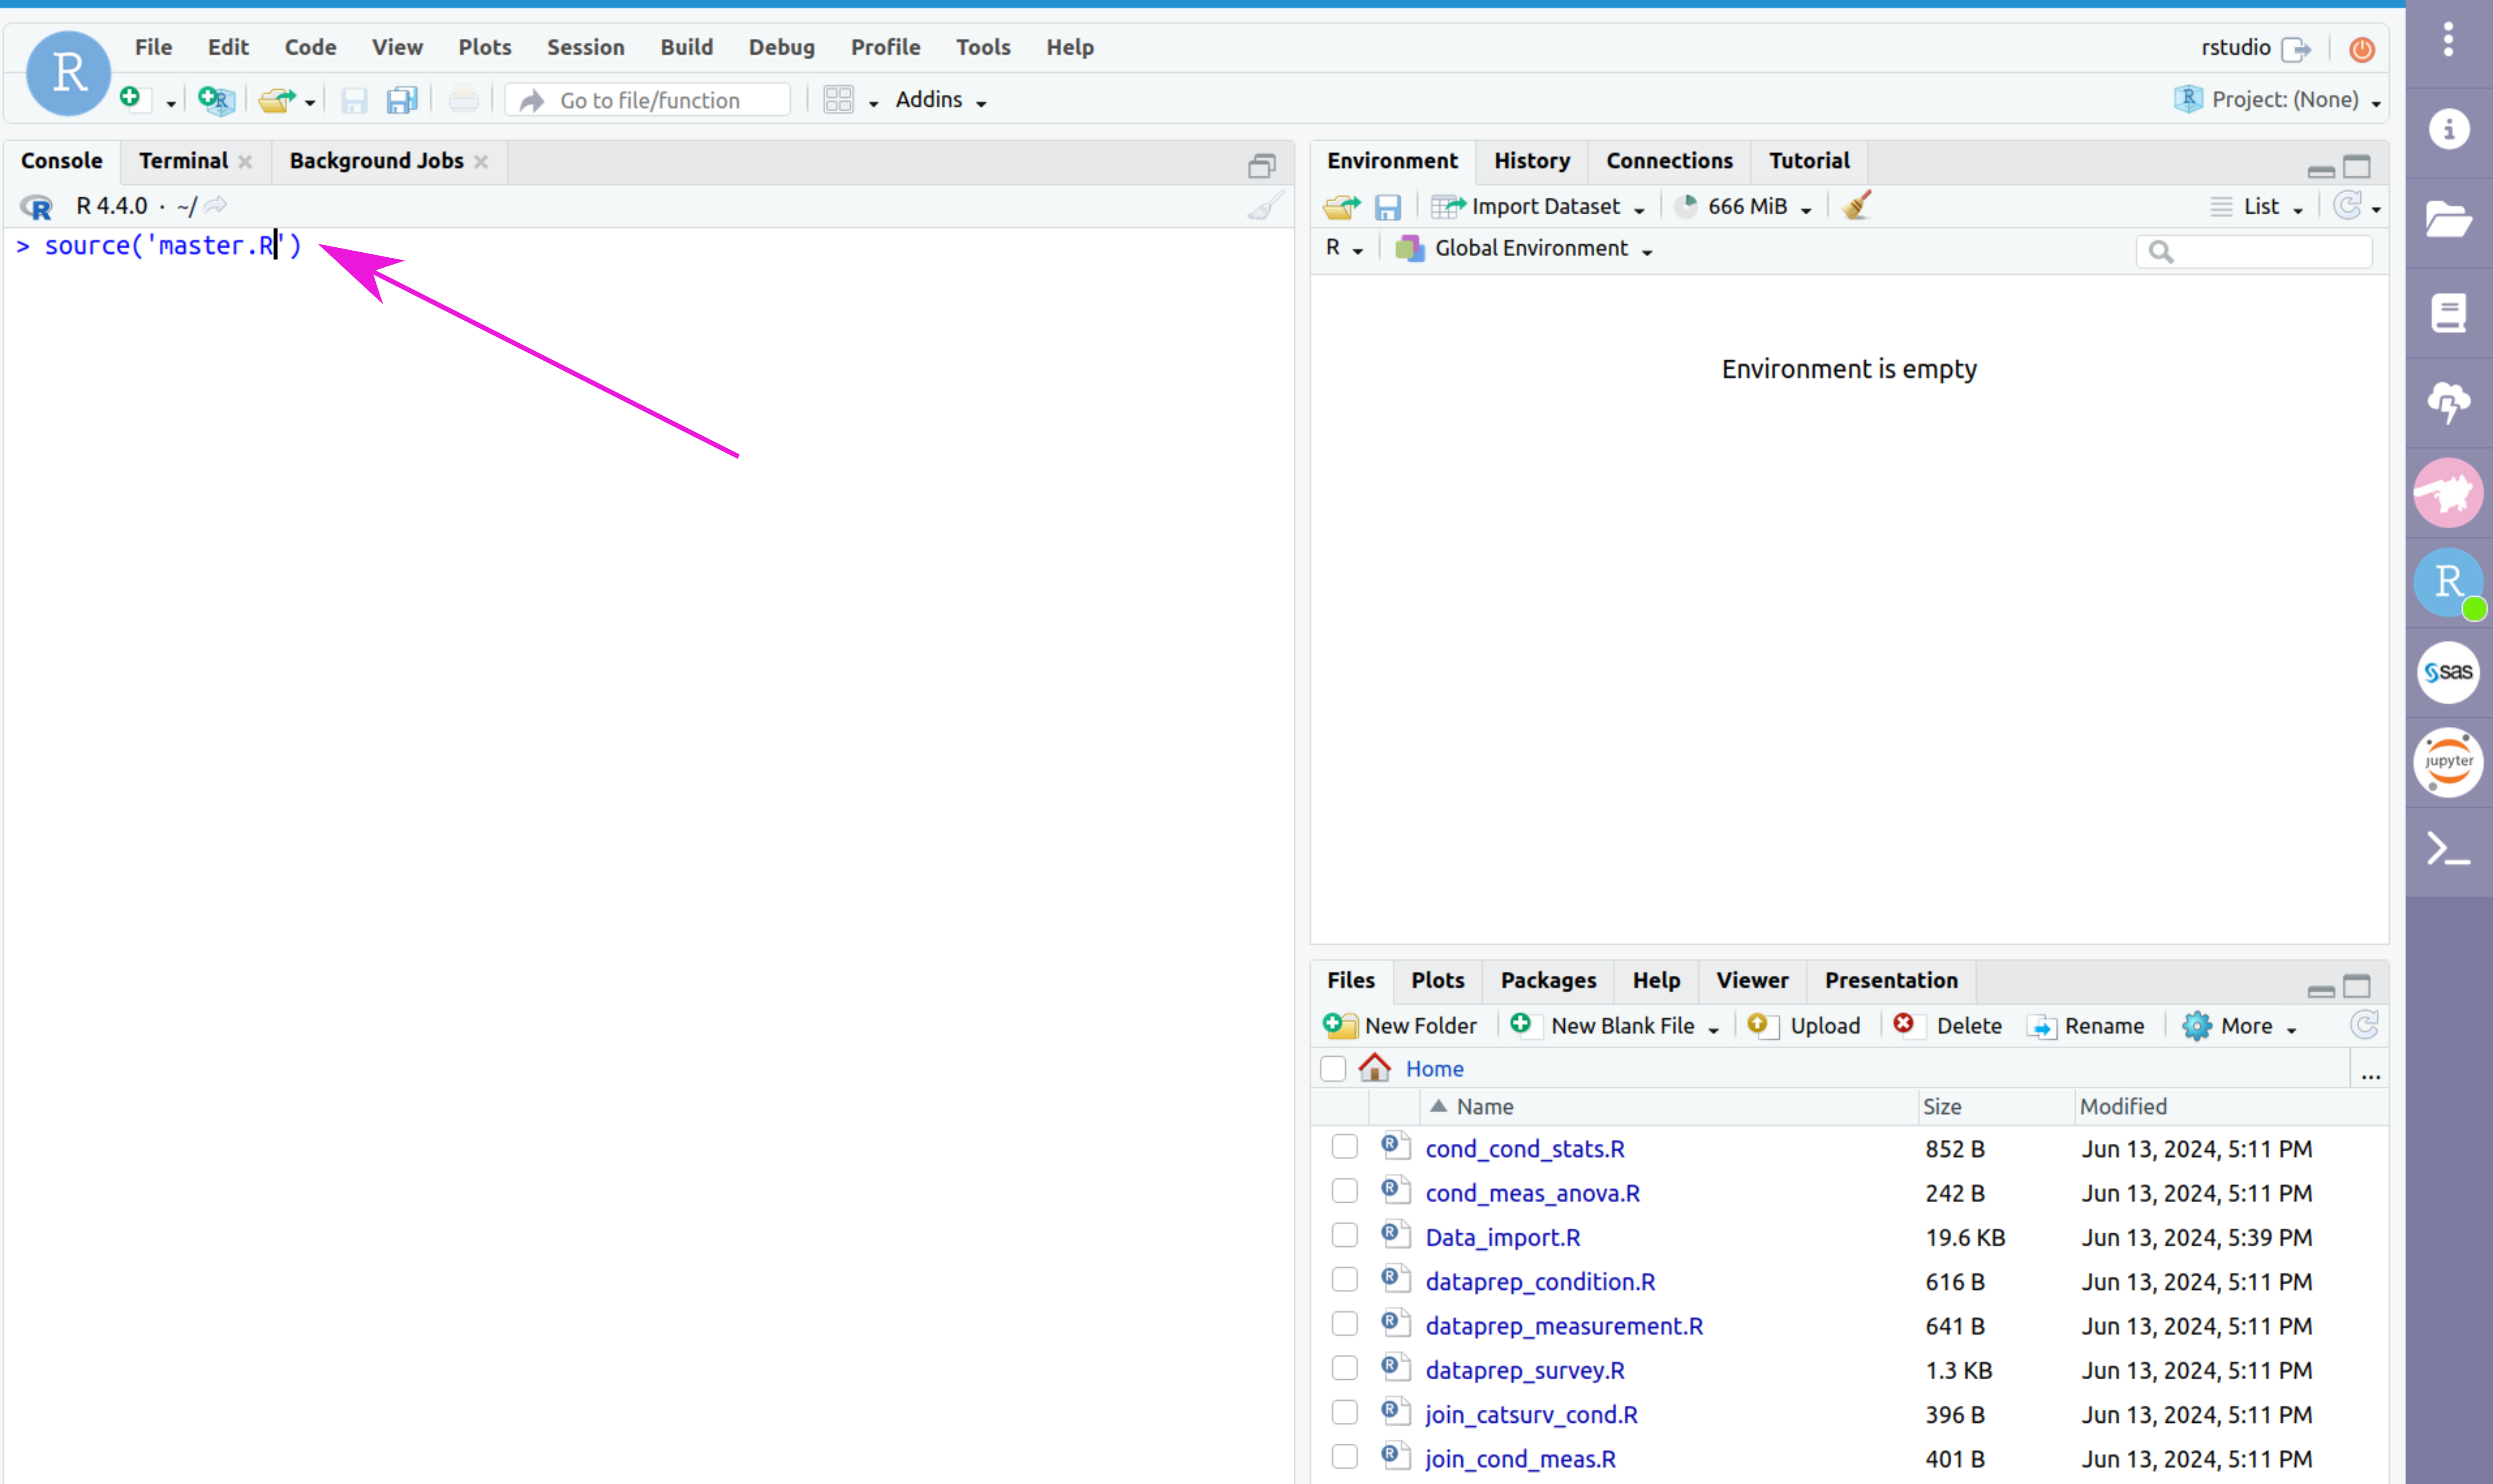 R File Edit Code View Plots Session Build Debug Profile Tools Help rstudio
R Go to file/function Addins R Project: (None)
Console Terminal Background Jobs
R R 4.4.0 · ~/
> source('master.R')
Environment History Connections Tutorial
Import Dataset 666 MiB List
R Global Environment
Environment is empty
Files Plots Packages Help Viewer Presentation
New Folder New Blank File Upload Delete Rename More
Home ...
Name Size Modified
R cond_cond_stats.R 852 B Jun 13, 2024, 5:11 PM
R cond_meas_anova.R 242 B Jun 13, 2024, 5:11 PM
R Data_import.R 19.6 KB Jun 13, 2024, 5:39 PM
R dataprep_condition.R 616 B Jun 13, 2024, 5:11 PM
R dataprep_measurement.R 641 B Jun 13, 2024, 5:11 PM
R dataprep_survey.R 1.3 KB Jun 13, 2024, 5:11 PM
R join_catsurv_cond.R 396 B Jun 13, 2024, 5:11 PM
R join_cond_meas.R 401 B Jun 13, 2024, 5:11 PM
i
R
sas
jupyter
>_